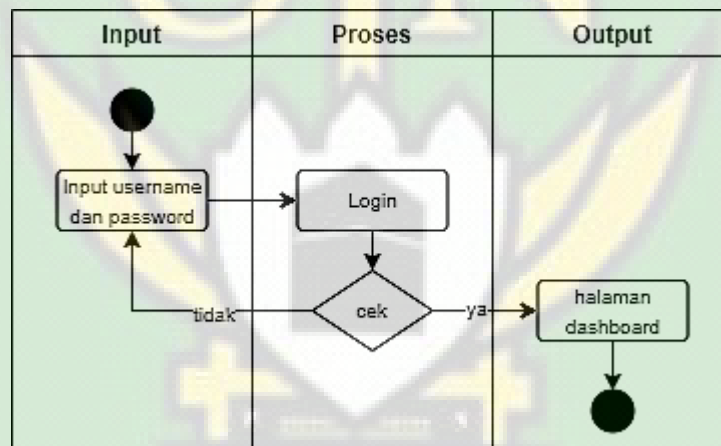 Input
Proses
Output
Input username
dan password
Login
cek
tidak
ya
halaman
dashboard